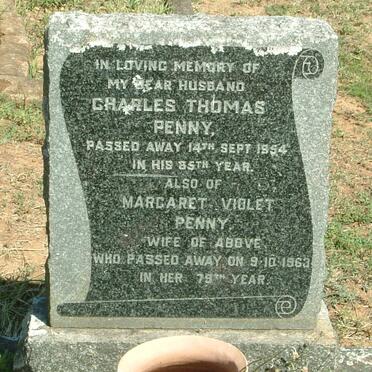 IN LOVING MEMORY OF
MY DEAR HUSBAND
CHARLES THOMAS
PENNY,
PASSED AWAY 14TH SEPT 1954
IN HIS 85TH YEAR.
ALSO OF
MARGARET VIOLET
PENNY
WIFE OF ABOVE
WHO PASSED AWAY ON 9·10·1963
IN HER 79TH YEAR.